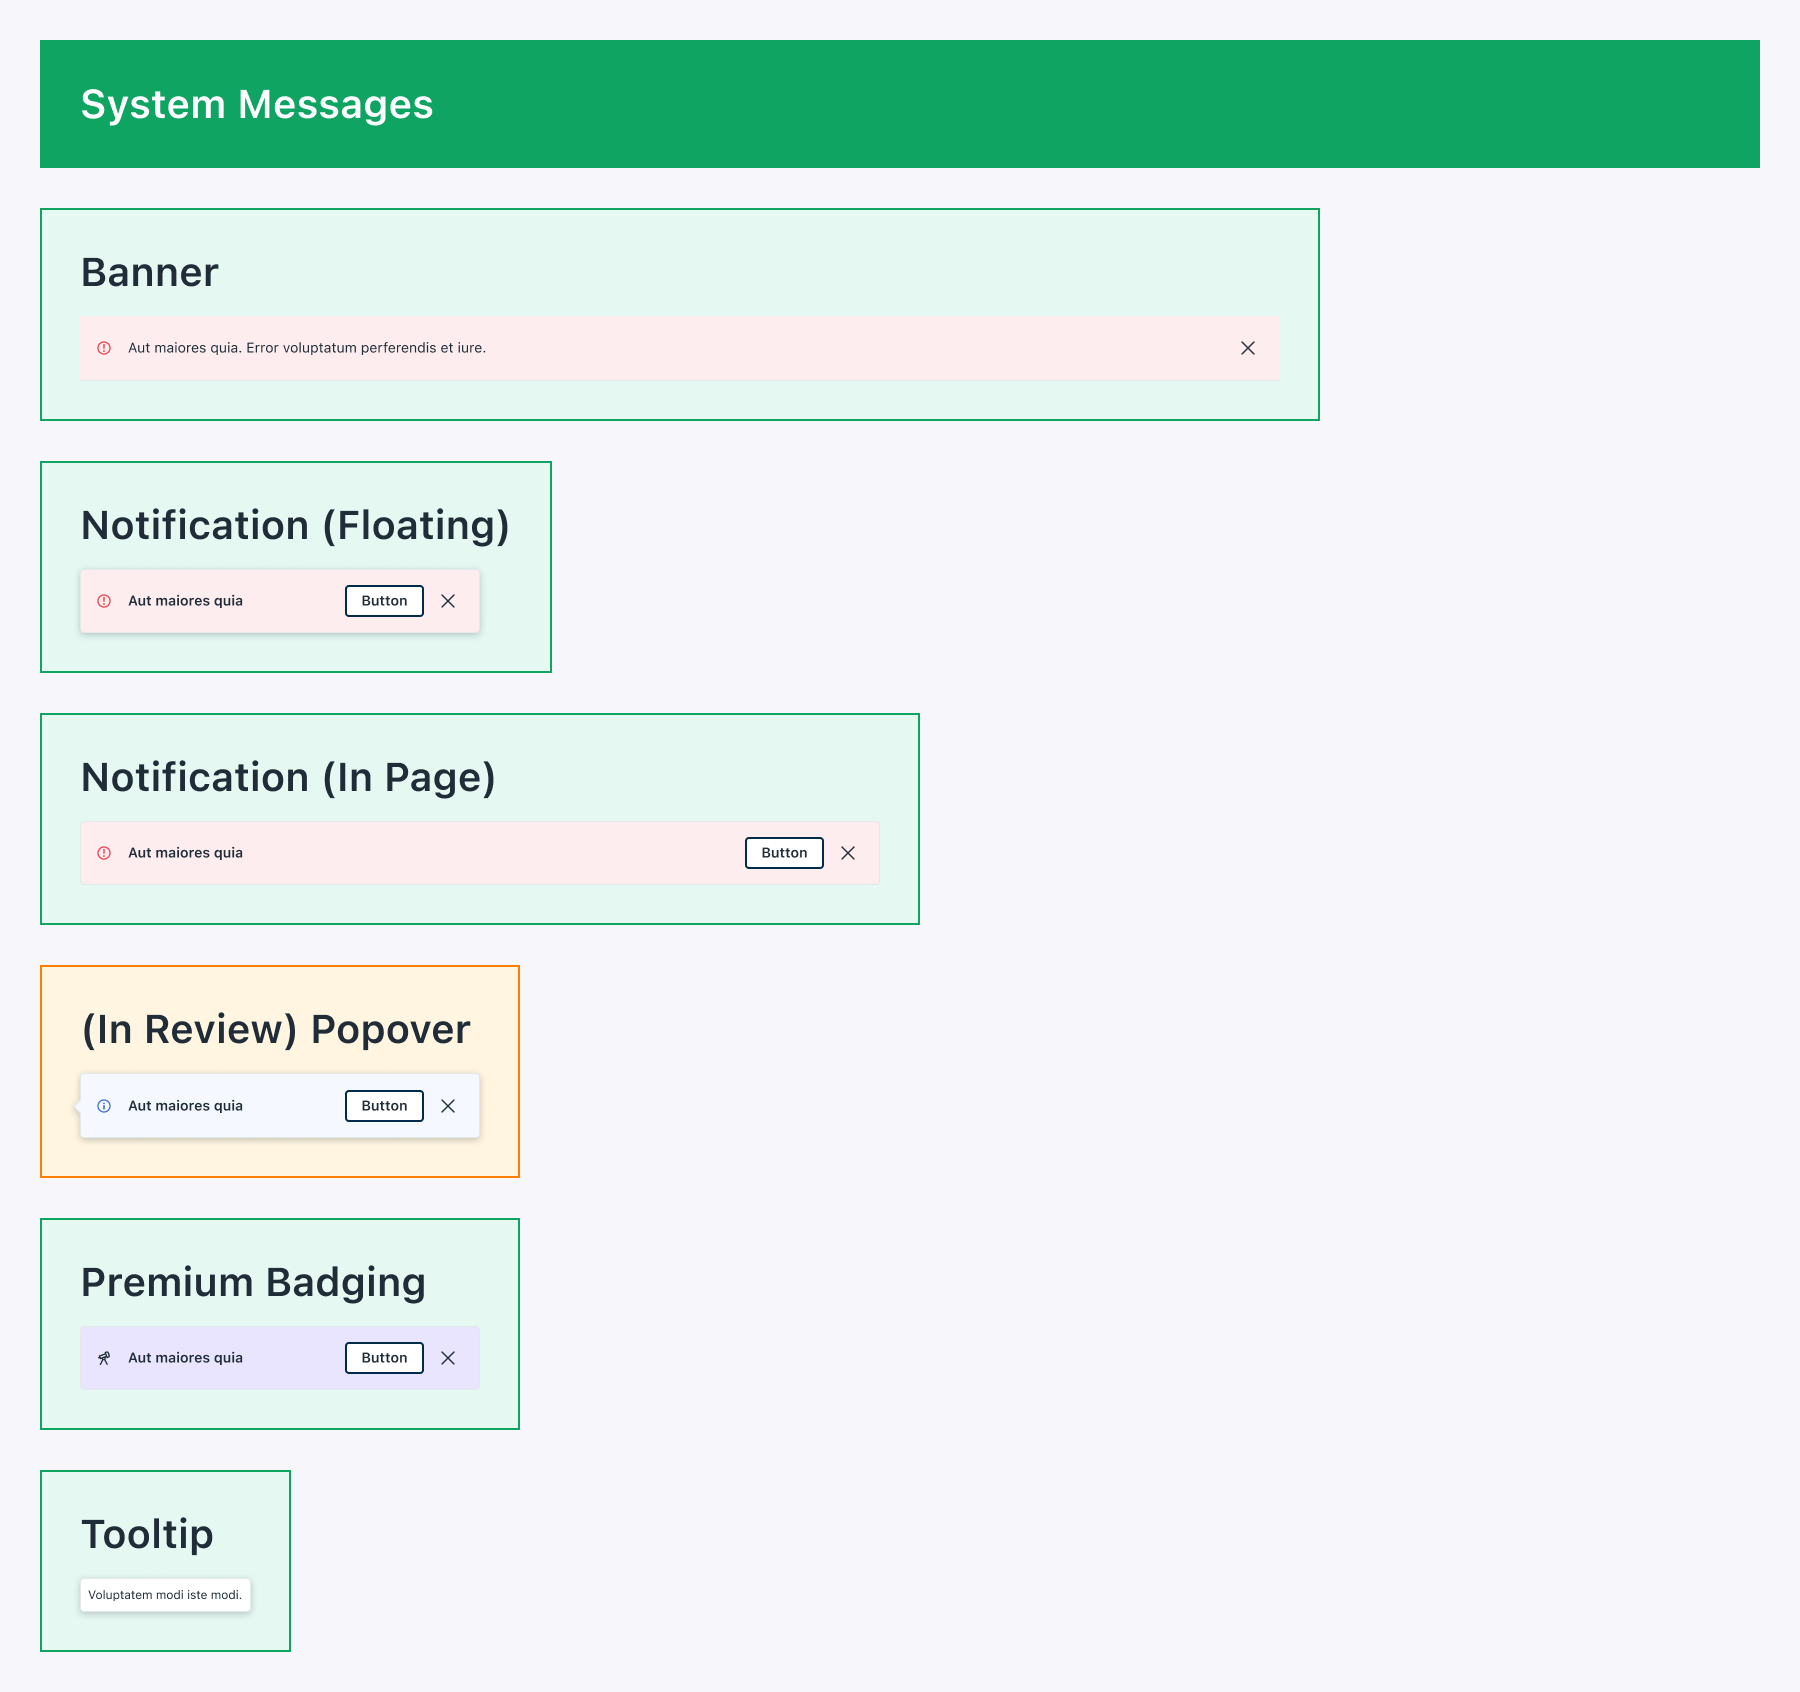 System Messages
Banner
Aut maiores quia. Error voluptatum perferendis et iure.
Notification (Floating)
Aut maiores quia Button
Notification (In Page)
Aut maiores quia Button
(In Review) Popover
Aut maiores quia Button
Premium Badging
Aut maiores quia Button
Tooltip
Voluptatem modi iste modi.